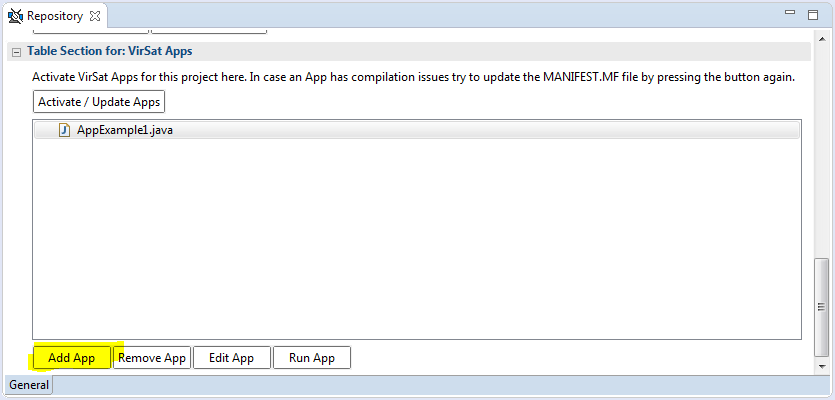 Repository
Table Section for: VirSat Apps
Activate VirSat Apps for this project here. In case an App has compilation issues try to update the MANIFEST.MF file by pressing the button again.
Activate / Update Apps
AppExample1.java
Add App Remove App Edit App Run App
General